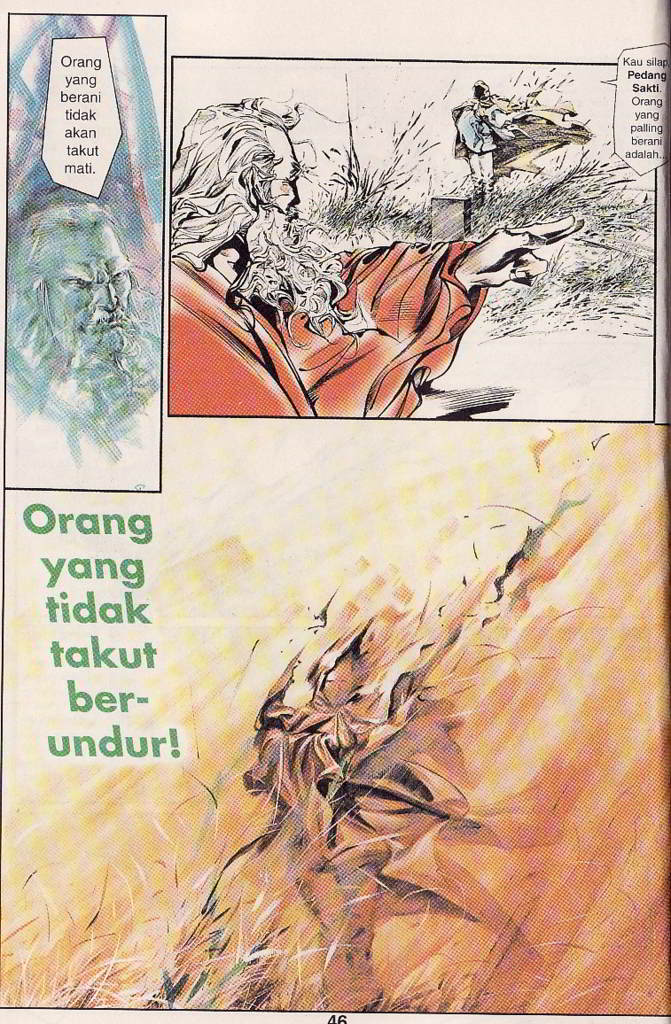 Orang
yang
berani
tidak
akan
takut
mati.
Kau silap,
Pedang
Sakti.
Orang
yang
palling
berani
adalah...
Orang
yang
tidak
takut
ber-
undur!
46